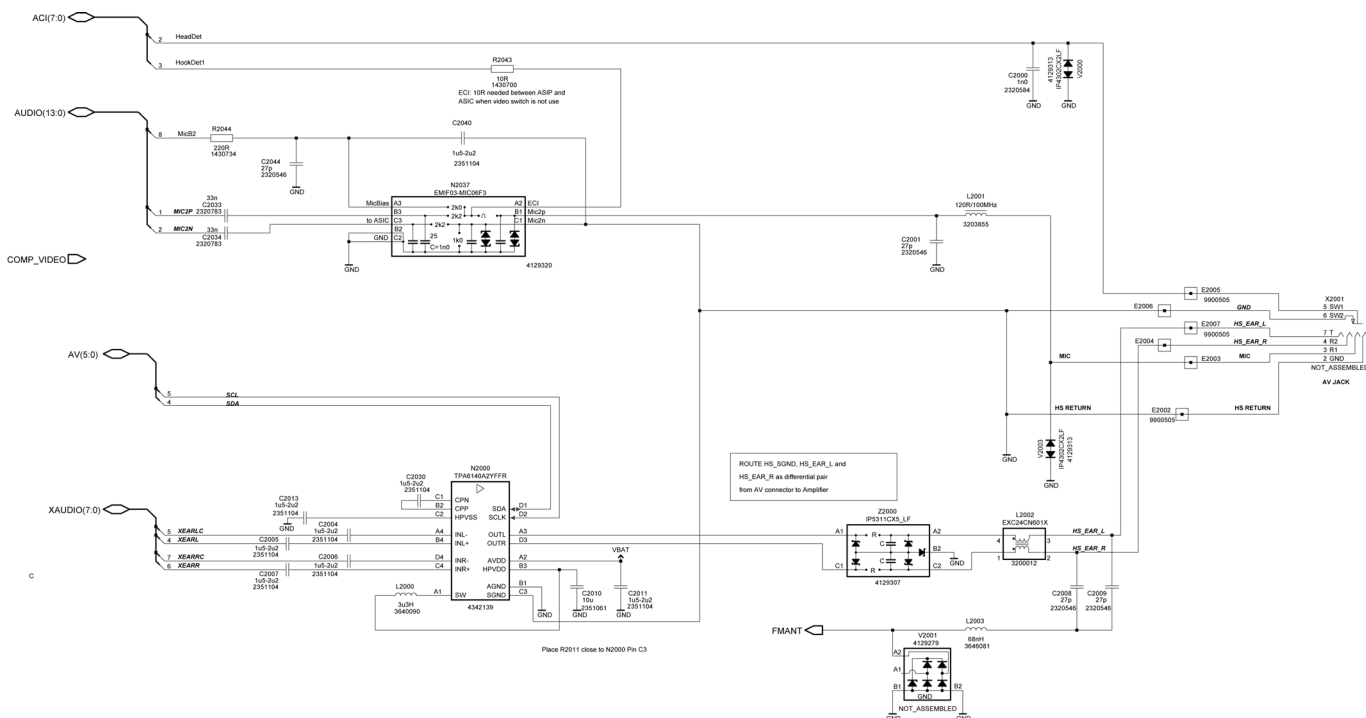 ACI(7:0)
2 HeadDet
3 HookDet1
R2043
10R
1430700
ECI: 10R needed between ASIP and
ASIC when video switch is not use
C2000
1n0
2320584
GND
4129313
IP4302CX2LF
V2000
GND
AUDIO(13:0)
8 MicB2
R2044
220R
1430734
C2044
27p
2320546
GND
C2040
1u5-2u2
2351104
N2037
EMIF03-MIC06F3
MicBias A3
B3
to ASIC C3
B2
GND C2
2k0
2k2
2k2
25
C=1n0
1k0
A2 ECI
B1 Mic2p
C1 Mic2n
4129320
GND
1 MIC2P
33n
C2033
2320783
2 MIC2N
33n
C2034
2320783
COMP_VIDEO
L2001
120R/100MHz
3203855
C2001
27p
2320546
GND
E2005
9900505
E2006
GND
E2007
9900505
HS_EAR_L
E2004
HS_EAR_R
MIC
E2003
MIC
X2001
5 SW1
6 SW2
7 T
4 R2
3 R1
2 GND
NOT_ASSEMBLED
AV JACK
HS RETURN
E2002
9900505
HS RETURN
GND
V2003
IP4302CX2LF
4129313
GND
AV(5:0)
5 SCL
4 SDA
ROUTE HS_SGND, HS_EAR_L and
HS_EAR_R as differential pair
from AV connector to Amplifier
XAUDIO(7:0)
5 XEARLC
4 XEARL
7 XEARRC
6 XEARR
C2013
1u5-2u2
2351104
GND
C2030
1u5-2u2
2351104
C2004
1u5-2u2
2351104
C2005
1u5-2u2
2351104
C2006
1u5-2u2
2351104
C2007
1u5-2u2
2351104
L2000
3u3H
3640090
N2000
TPA6140A2YFFR
C1 CPN
B2 CPP
C2 HPVSS
A4 INL-
B4 INL+
D4 INR-
C4 INR+
A1 SW
SDA D1
SCLK D2
OUTL A3
OUTR D3
AVDD A2
HPVDD B3
AGND B1
SGND C3
4342139
VBAT
GND
C2010
10u
2351061
GND
C2011
1u5-2u2
2351104
GND
Place R2011 close to N2000 Pin C3
Z2000
IP5311CX5_LF
A1
C1
R
C
C
R
A2
B2
C2
GND
4129307
L2002
EXC24CN601X
4
1
3
2
3200012
HS_EAR_L
HS_EAR_R
C2008
27p
2320546
C2009
27p
2320546
FMANT
L2003
68nH
3646081
V2001
4129279
A2
A1
B1
B2
GND
NOT_ASSEMBLED
GND
GND
C